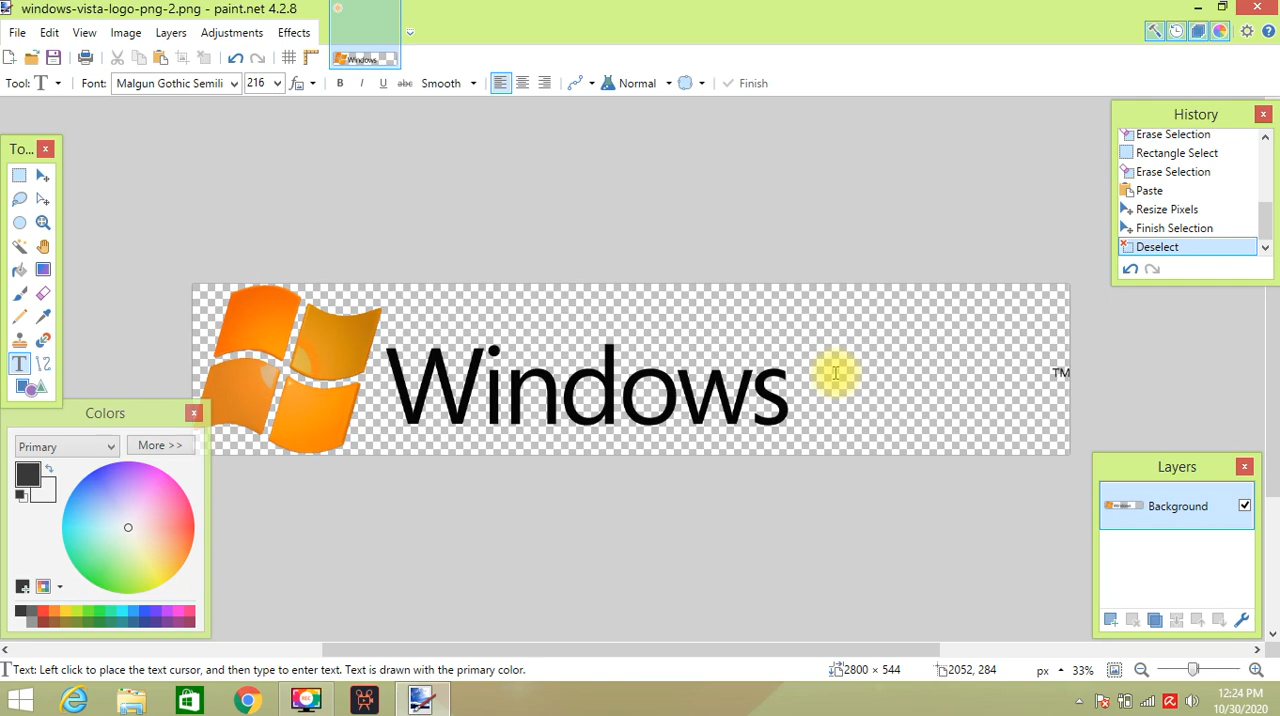 windows-vista-logo-png-2.png - paint.net 4.2.8
File Edit View Image Layers Adjustments Effects
Windows
Tool: T Font: Malgun Gothic Semili 216 fx B I U abc Smooth Normal Finish
To...
History
Erase Selection
Rectangle Select
Erase Selection
Paste
Resize Pixels
Finish Selection
Deselect
Windows
TM
Colors
Primary More >>
Layers
Background
Text: Left click to place the text cursor, and then type to enter text. Text is drawn with the primary color. 2800 × 544 2052, 284 px 33%
12:24 PM
10/30/2020